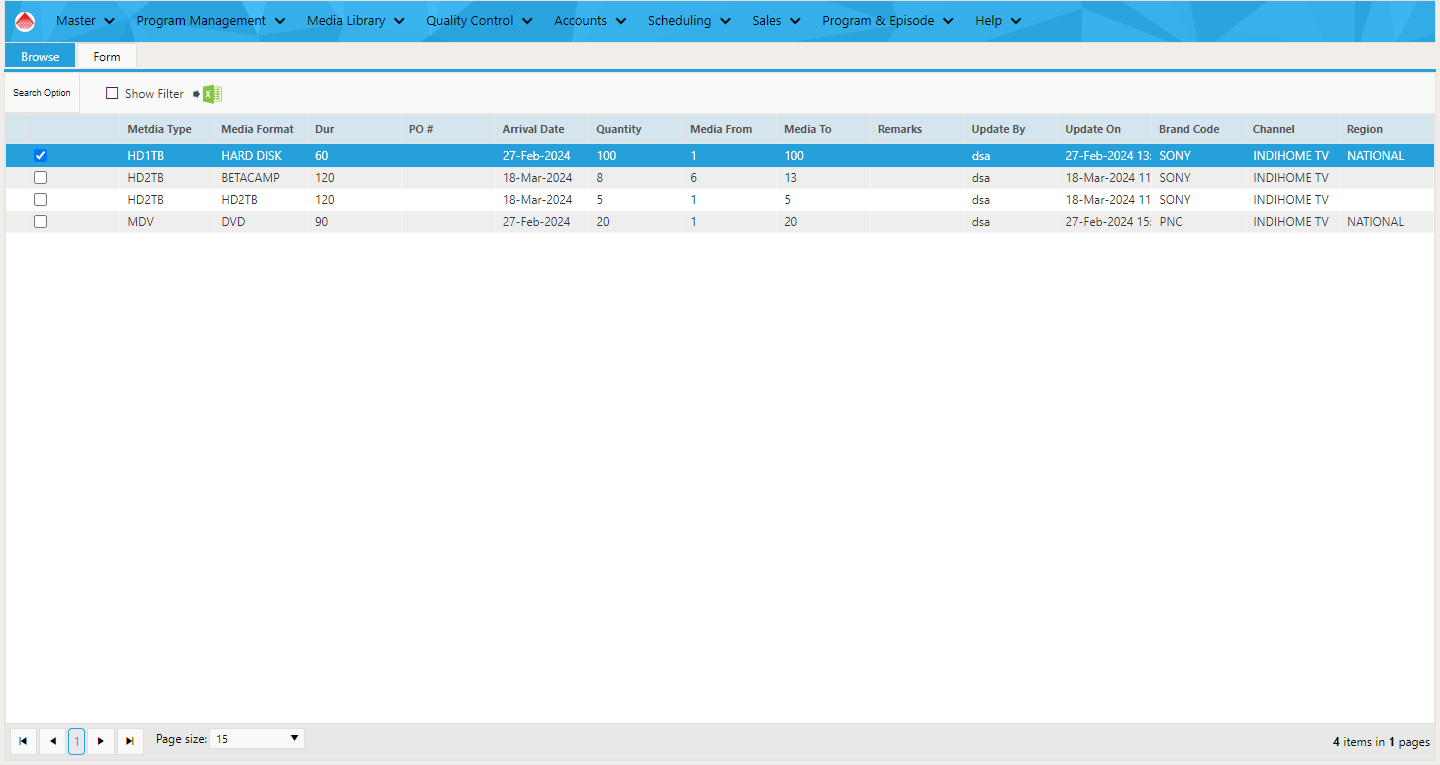 Master Program Management Media Library Quality Control Accounts Scheduling Sales Program & Episode Help
Browse Form
Search Option Show Filter
Metdia Type Media Format Dur PO # Arrival Date Quantity Media From Media To Remarks Update By Update On Brand Code Channel Region
HD1TB HARD DISK 60 27-Feb-2024 100 1 100 dsa 27-Feb-2024 13: SONY INDIHOME TV NATIONAL
HD2TB BETACAMP 120 18-Mar-2024 8 6 13 dsa 18-Mar-2024 11 SONY INDIHOME TV
HD2TB HD2TB 120 18-Mar-2024 5 1 5 dsa 18-Mar-2024 11 SONY INDIHOME TV
MDV DVD 90 27-Feb-2024 20 1 20 dsa 27-Feb-2024 15: PNC INDIHOME TV NATIONAL
1 Page size: 15 4 items in 1 pages